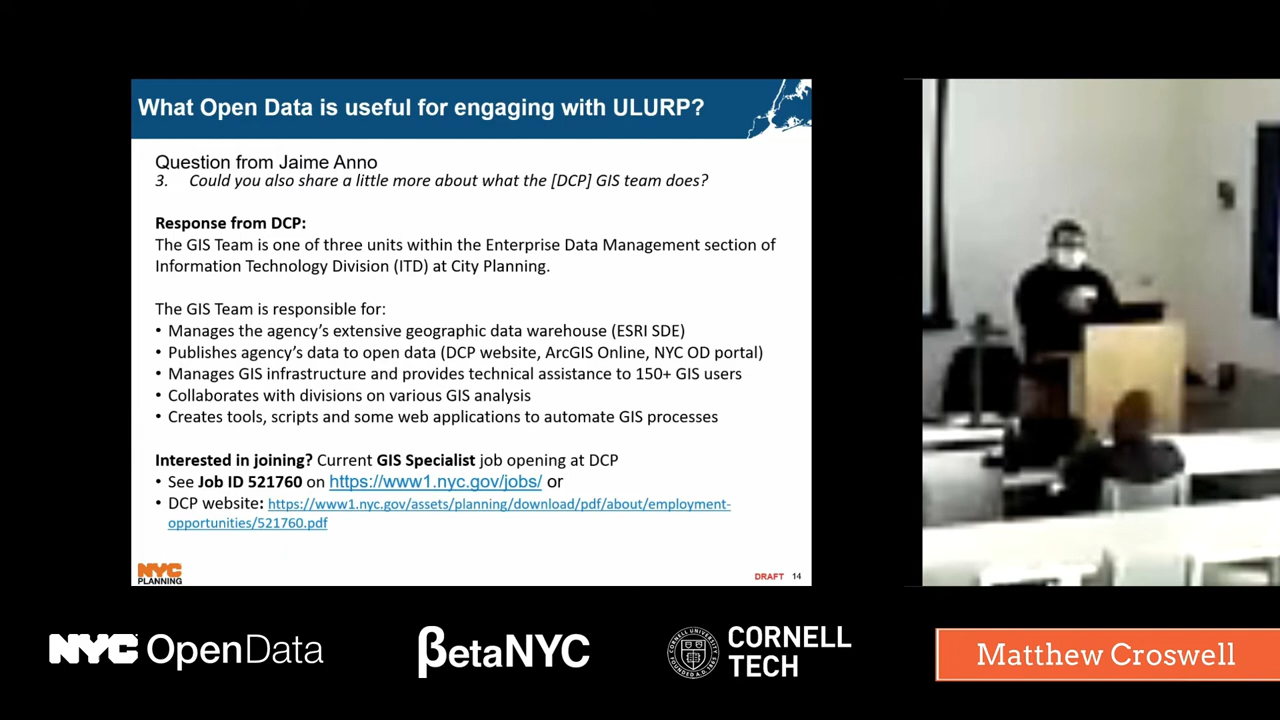 What Open Data is useful for engaging with ULURP?
Question from Jaime Anno
3. Could you also share a little more about what the [DCP] GIS team does?
Response from DCP:
The GIS Team is one of three units within the Enterprise Data Management section of
Information Technology Division (ITD) at City Planning.
The GIS Team is responsible for:
• Manages the agency’s extensive geographic data warehouse (ESRI SDE)
• Publishes agency’s data to open data (DCP website, ArcGIS Online, NYC OD portal)
• Manages GIS infrastructure and provides technical assistance to 150+ GIS users
• Collaborates with divisions on various GIS analysis
• Creates tools, scripts and some web applications to automate GIS processes
Interested in joining? Current GIS Specialist job opening at DCP
• See Job ID 521760 on https://www1.nyc.gov/jobs/ or
• DCP website: https://www1.nyc.gov/assets/planning/download/pdf/about/employment-
opportunities/521760.pdf
NYC
PLANNING
DRAFT 14
NYC OpenData
βetaNYC
CORNELL
TECH
Matthew Croswell